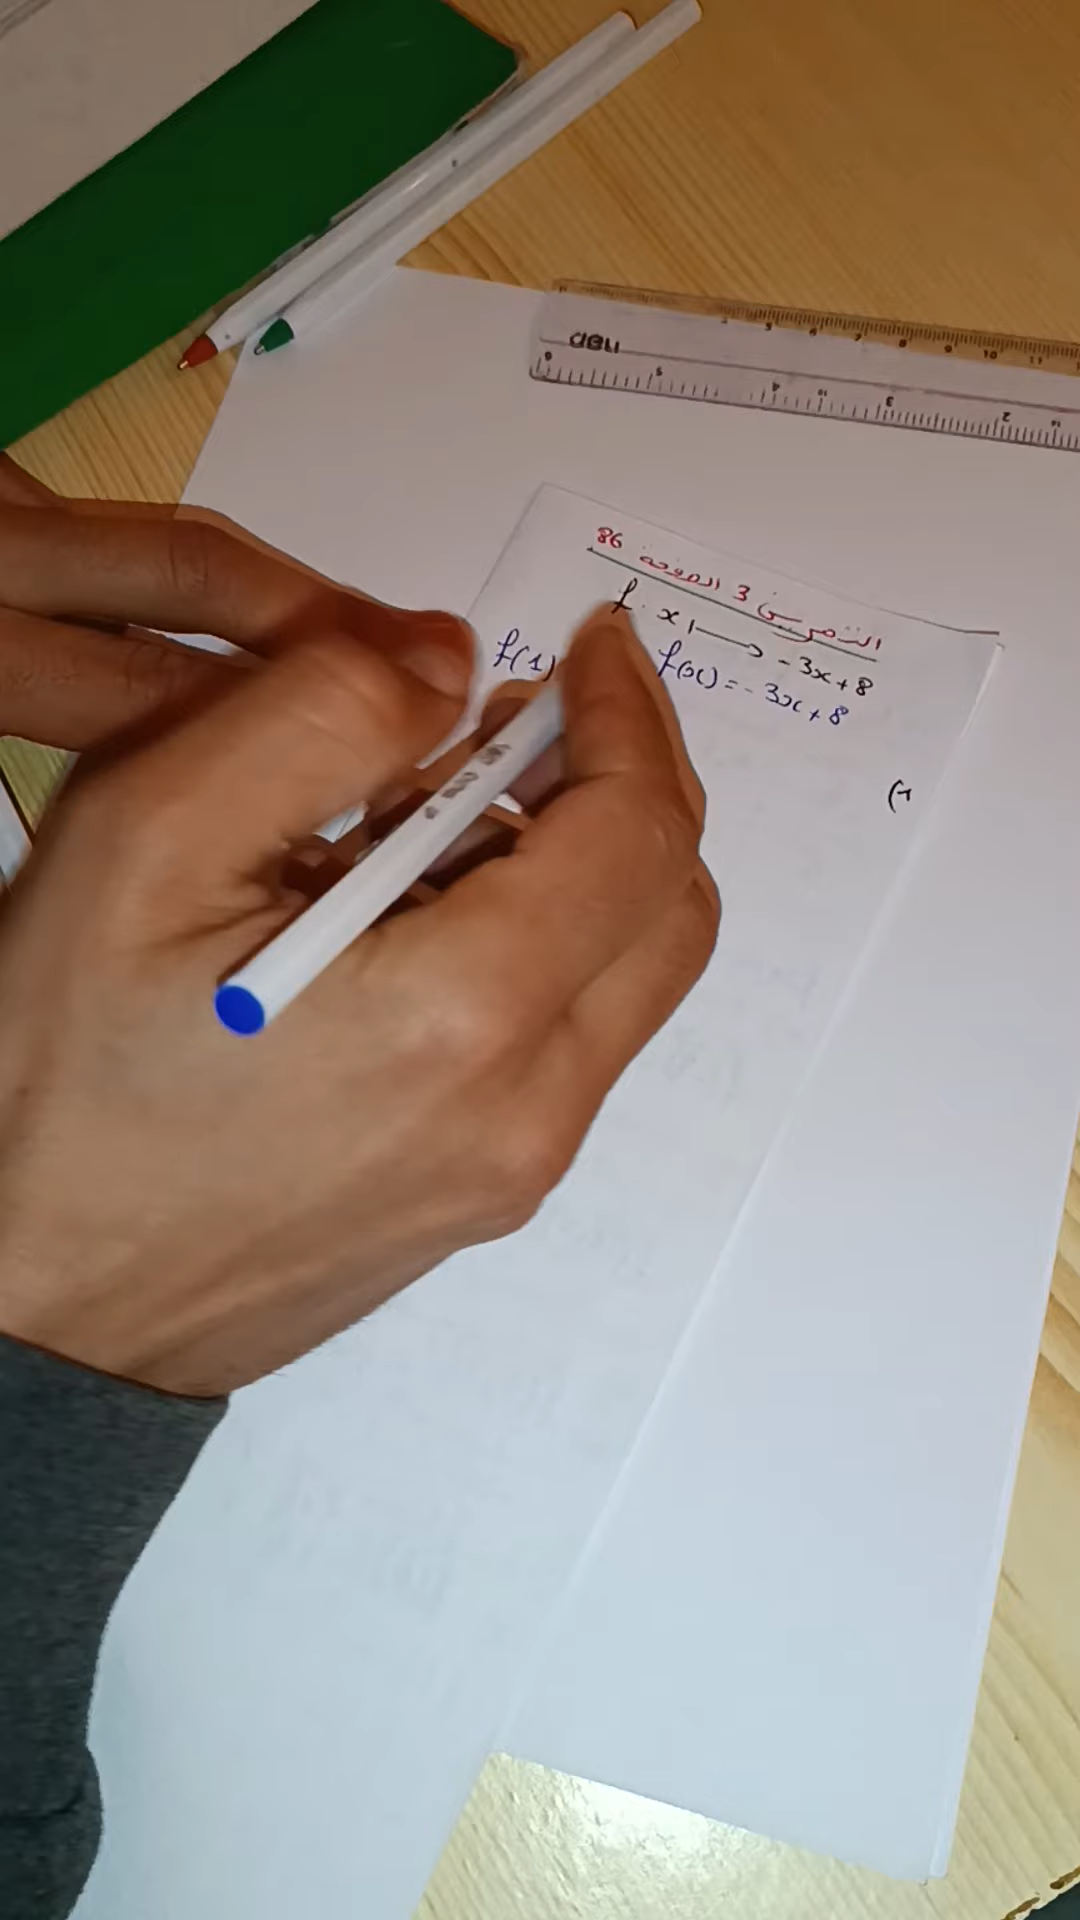 التمرين 3 الصفحة 86
f: x ⟼ -3x+8
f(x) = -3x+8
f(1)
(1
deli